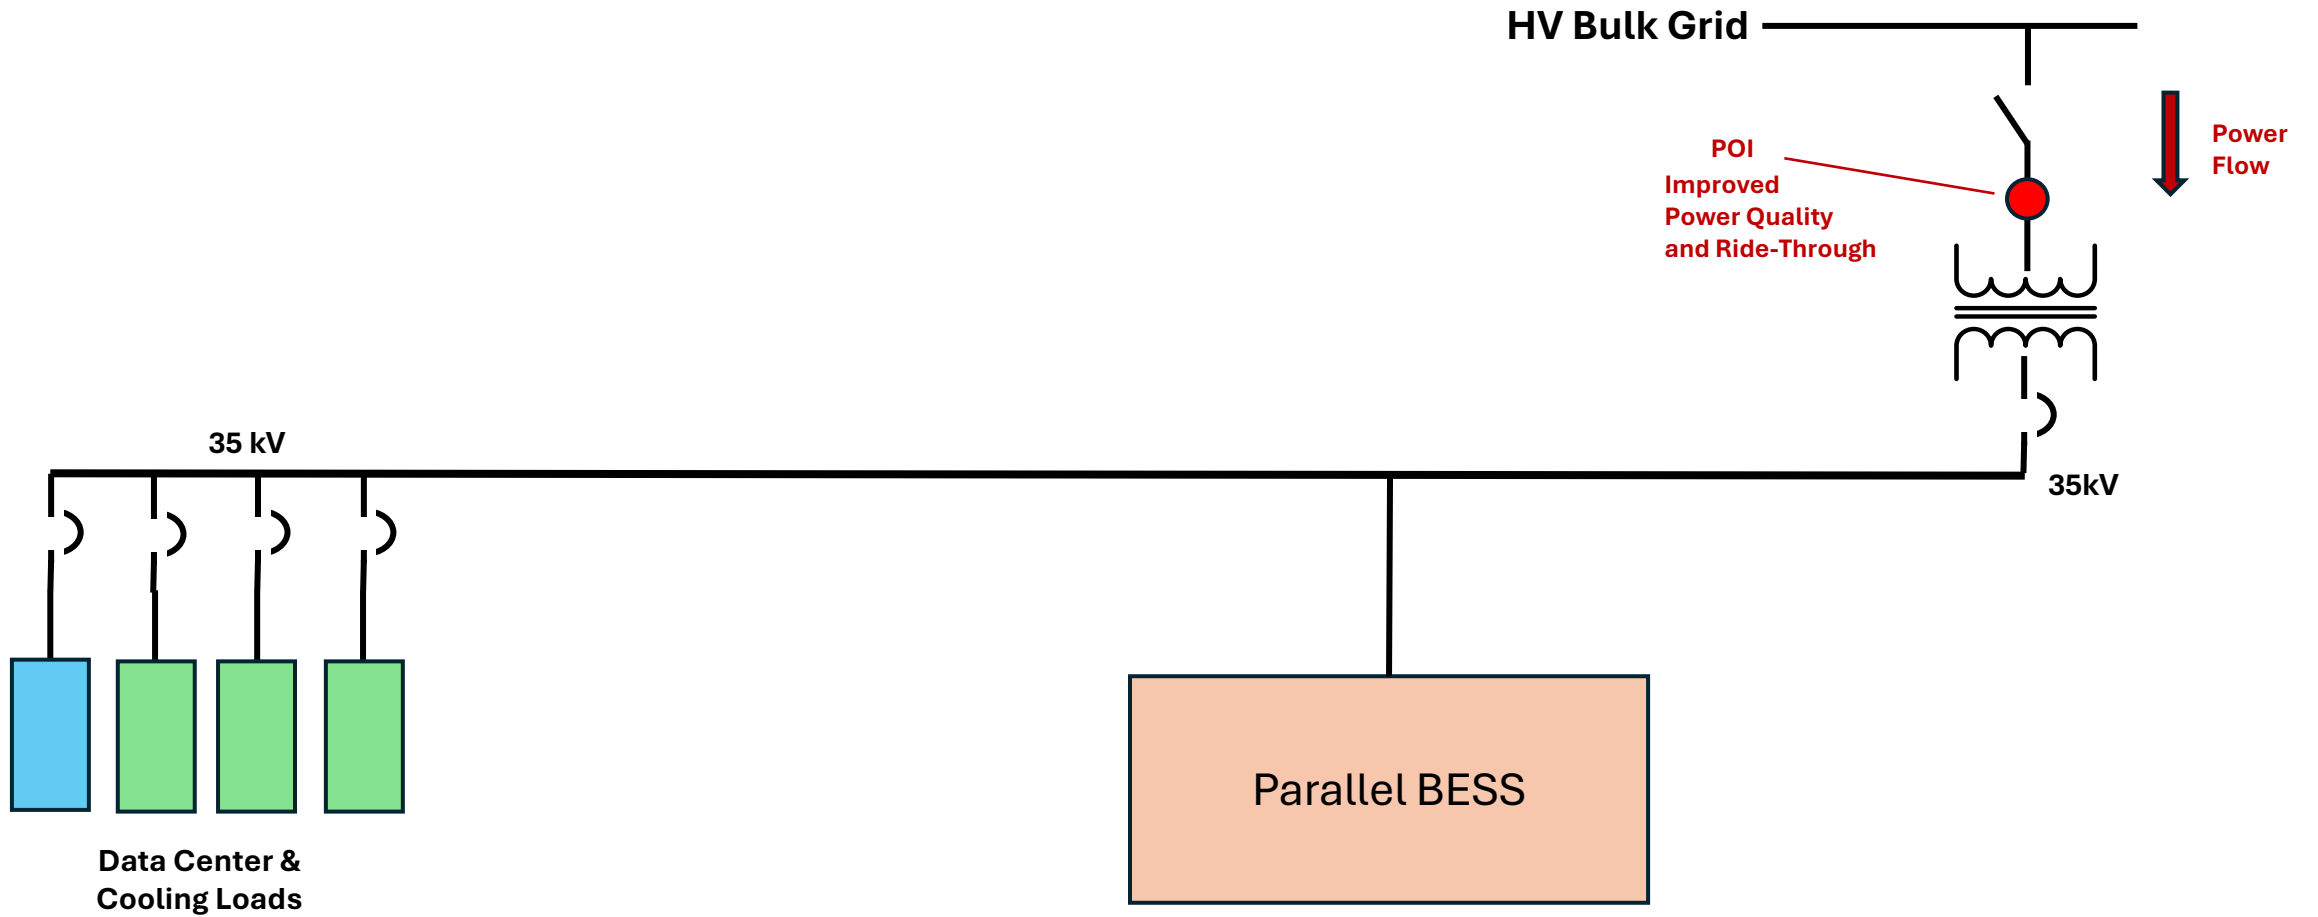 HV Bulk Grid
Power
Flow
POI
Improved
Power Quality
and Ride-Through
35 kV
35kV
Parallel BESS
Data Center &
Cooling Loads